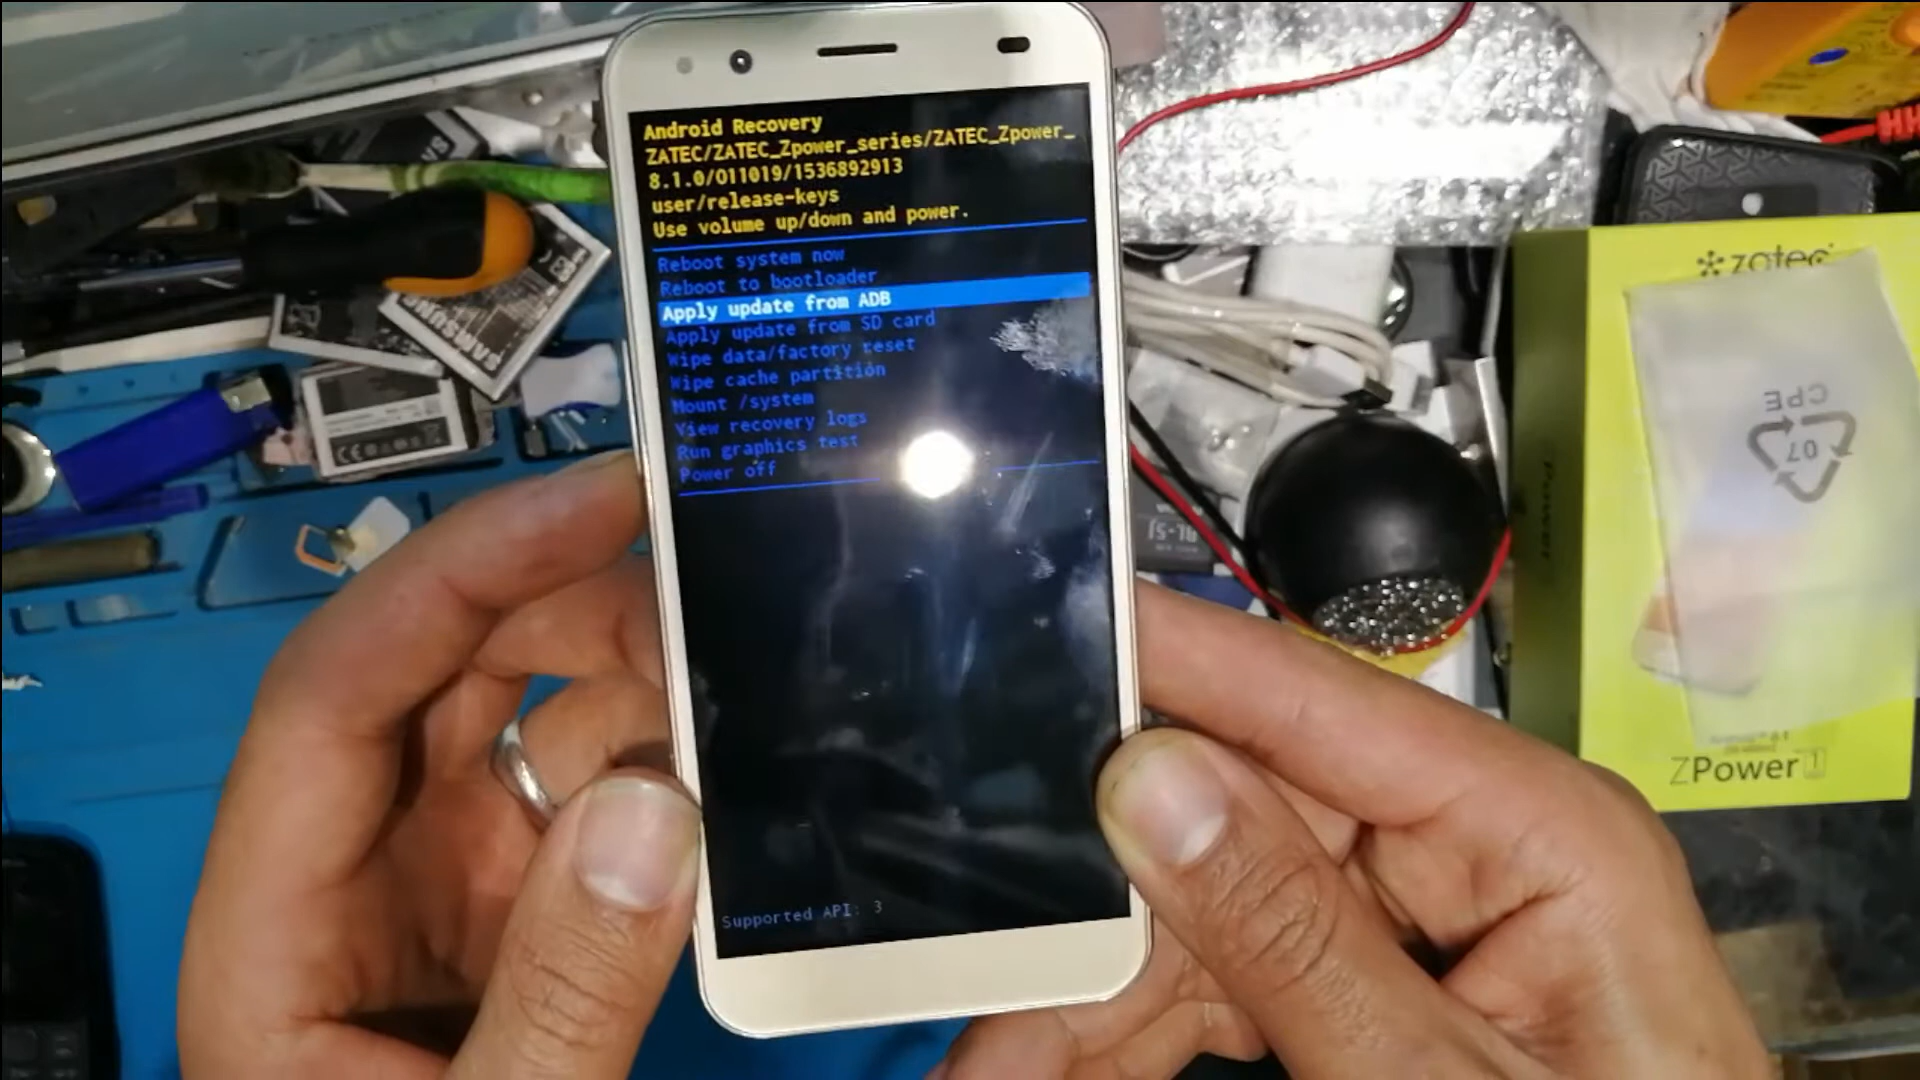 Android Recovery
ZATEC/ZATEC_Zpower_series/ZATEC_Zpower_
8.1.0/O11019/1536892913
user/release-keys
Use volume up/down and power.
Reboot system now
Reboot to bootloader
Apply update from ADB
Apply update from SD card
Wipe data/factory reset
Wipe cache partition
Mount /system
View recovery logs
Run graphics test
Power off
Supported API: 3
SAMSUNG
zatec
07
CPE
ZPower 1